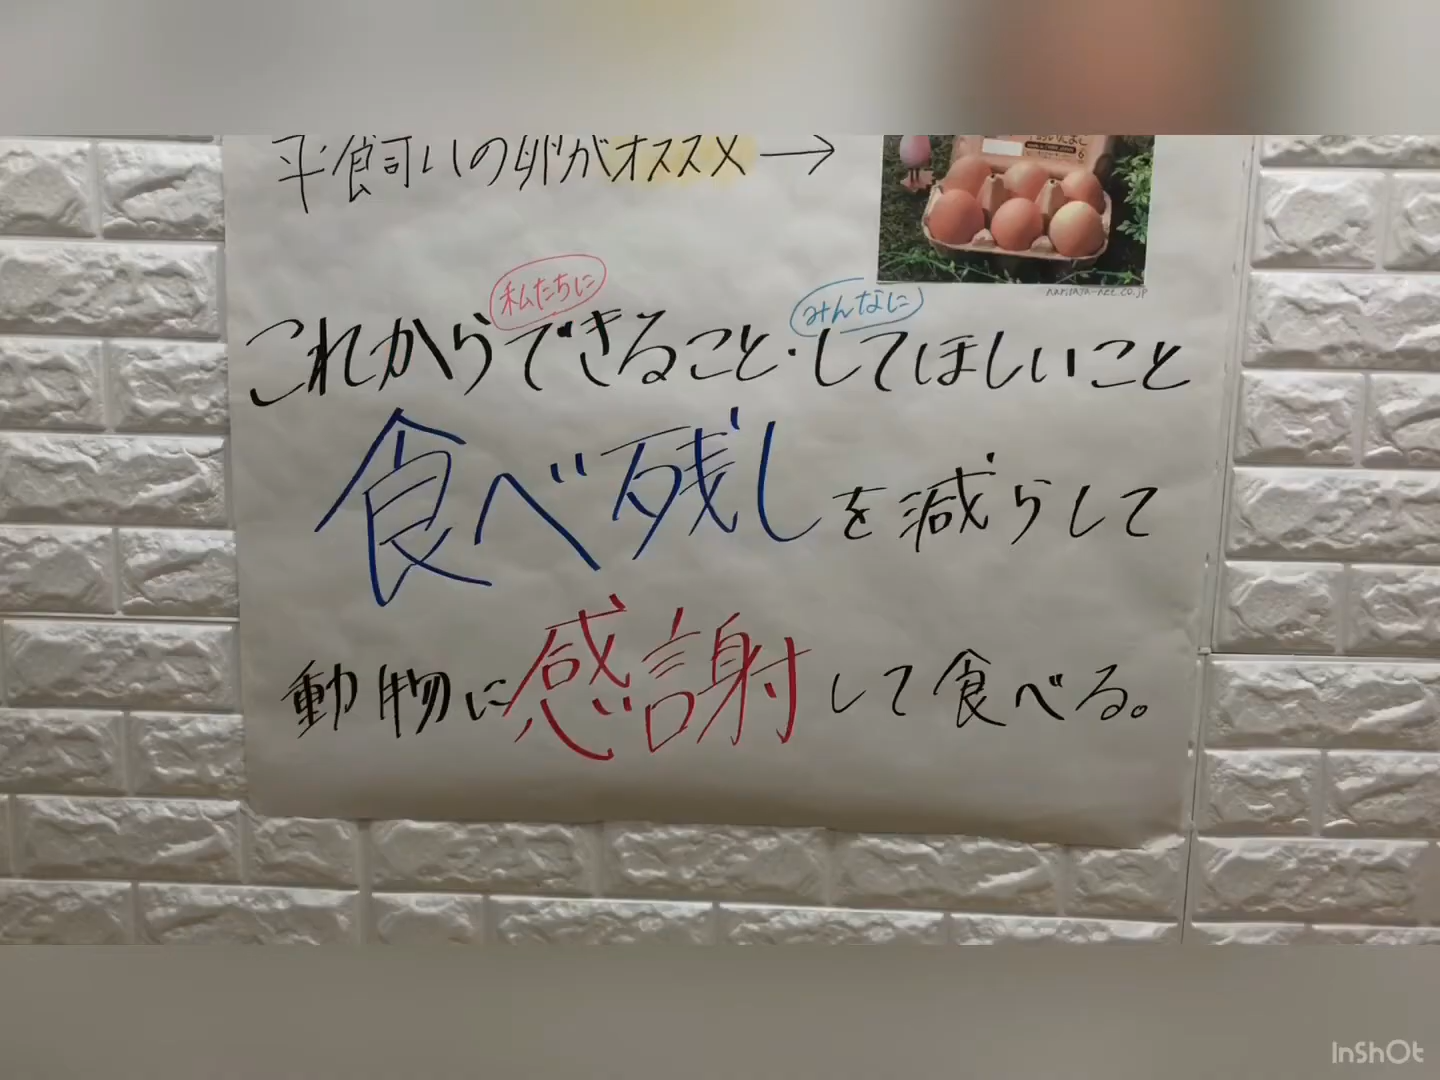 平飼いの卵がオススメ→
私たちに
みんなに
これからできること・してほしいこと
食べ残しを減らして
動物に感謝して食べる。
InShOt